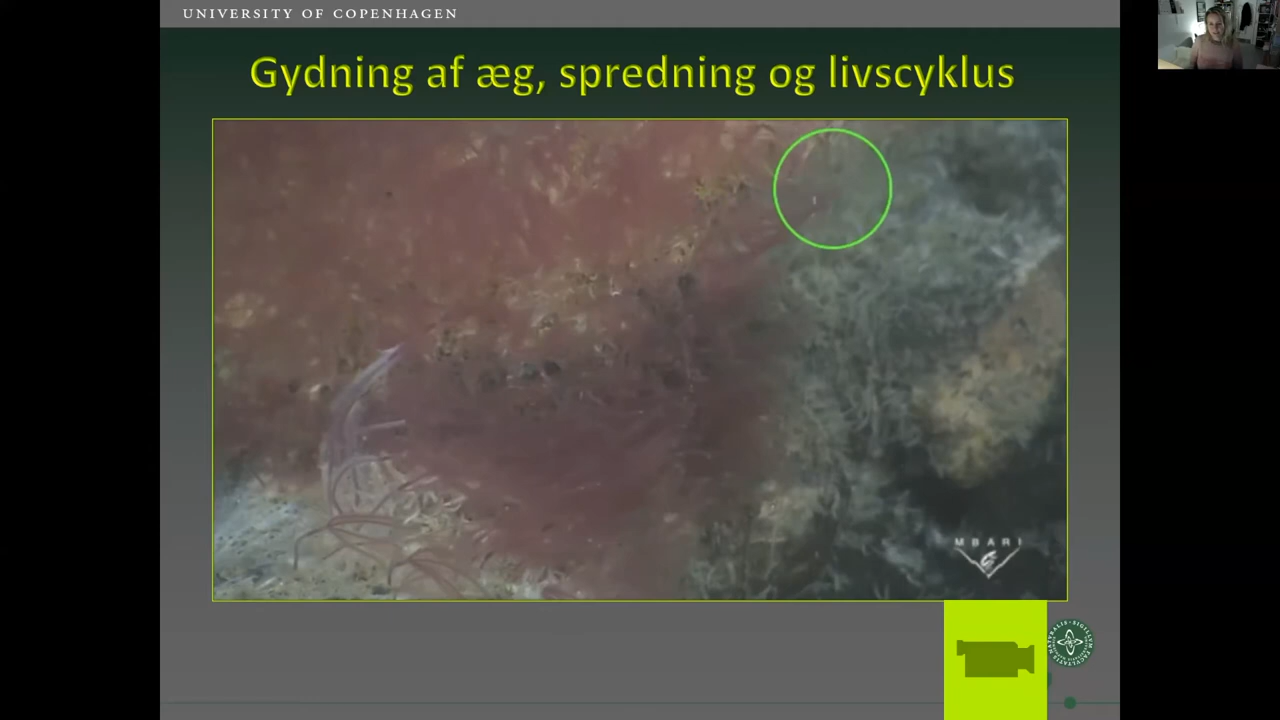 UNIVERSITY OF COPENHAGEN
Gydning af æg, spredning og livscyklus
MBARI